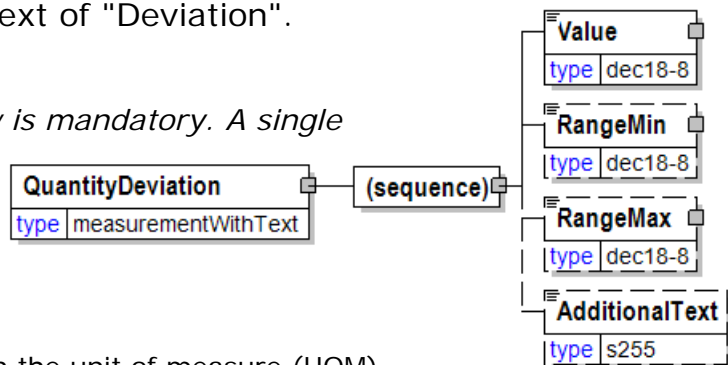 ext of "Deviation".
y is mandatory. A single
QuantityDeviation
type measurementWithText
(sequence)
Value
type dec18-8
RangeMin
type dec18-8
RangeMax
type dec18-8
AdditionalText
type s255
the unit of measure (UOM)